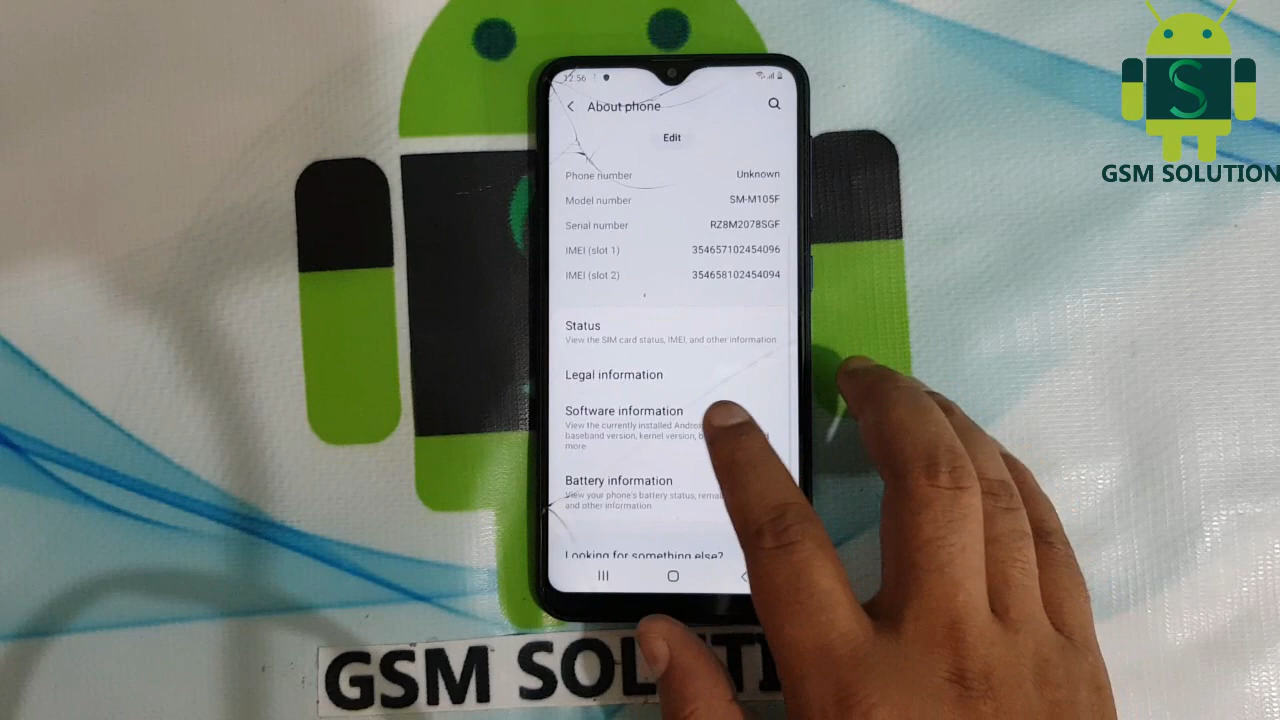 12:56
About phone
Edit
Phone number Unknown
Model number SM-M105F
Serial number RZ8M2078SGF
IMEI (slot 1) 354657102454096
IMEI (slot 2) 354658102454094
Status
View the SIM card status, IMEI, and other information
Legal information
Software information
View the currently installed Android
baseband version, kernel version, b
more
Battery information
View your phone's battery status, remai
and other information
Looking for something else?
GSM SOLUTION
GSM SOLUTI